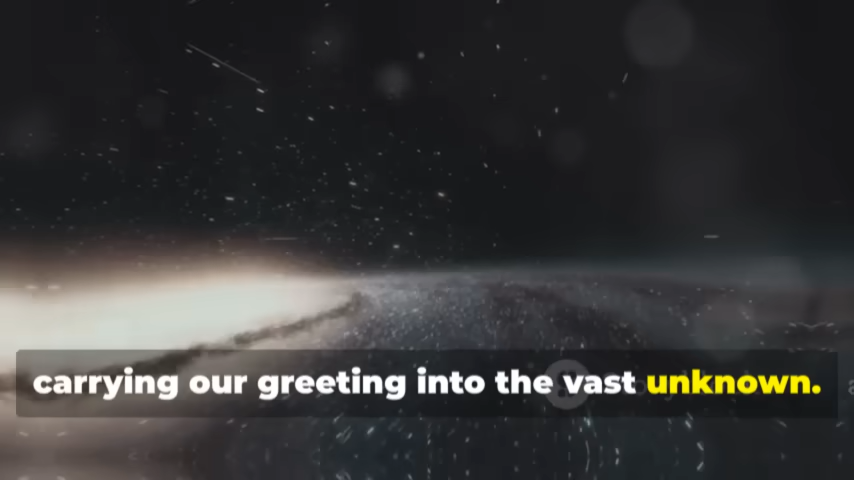 carrying our greeting into the vast unknown.